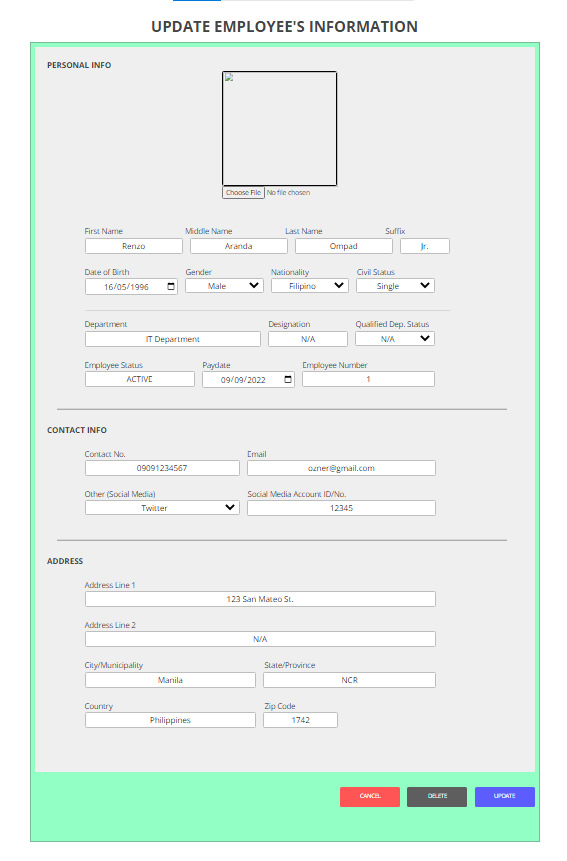 UPDATE EMPLOYEE'S INFORMATION
PERSONAL INFO
Choose File No file chosen
First Name Middle Name Last Name Suffix
Renzo Aranda Ompad Jr.
Date of Birth Gender Nationality Civil Status
16/05/1996 Male Filipino Single
Department Designation Qualified Dep. Status
IT Department N/A N/A
Employee Status Paydate Employee Number
ACTIVE 09/09/2022 1
CONTACT INFO
Contact No. Email
09091234567 ozner@gmail.com
Other (Social Media) Social Media Account ID/No.
Twitter 12345
ADDRESS
Address Line 1
123 San Mateo St.
Address Line 2
N/A
City/Municipality State/Province
Manila NCR
Country Zip Code
Philippines 1742
CANCEL DELETE UPDATE